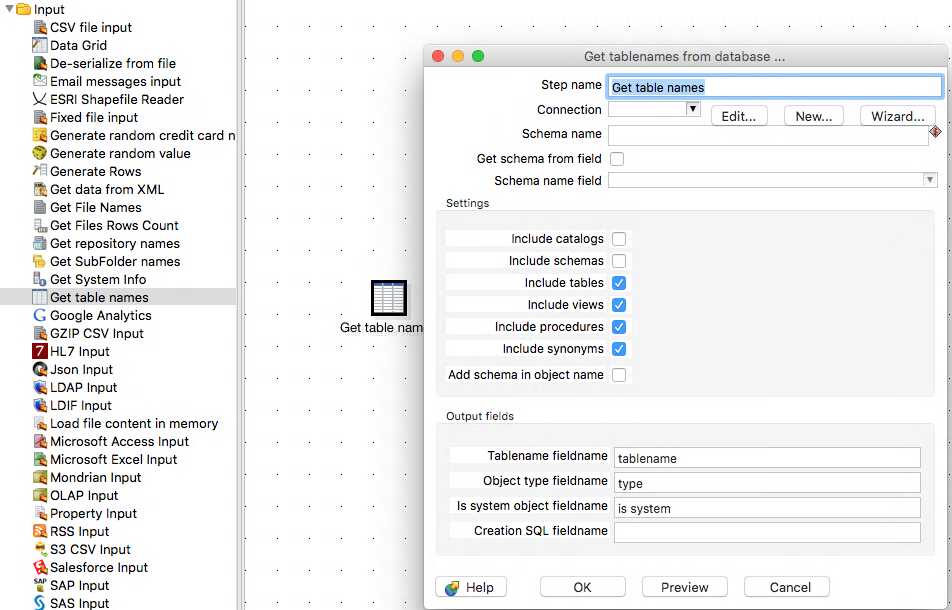 Input
CSV file input
Data Grid
De-serialize from file
Email messages input
ESRI Shapefile Reader
Fixed file input
Generate random credit card n
Generate random value
Generate Rows
Get data from XML
Get File Names
Get Files Rows Count
Get repository names
Get SubFolder names
Get System Info
Get table names
Google Analytics
GZIP CSV Input
HL7 Input
Json Input
LDAP Input
LDIF Input
Load file content in memory
Microsoft Access Input
Microsoft Excel Input
Mondrian Input
OLAP Input
Property Input
RSS Input
S3 CSV Input
Salesforce Input
SAP Input
SAS Input
Get table nam
Get tablenames from database ...
Step name Get table names
Connection Edit... New... Wizard...
Schema name
Get schema from field
Schema name field
Settings
Include catalogs
Include schemas
Include tables
Include views
Include procedures
Include synonyms
Add schema in object name
Output fields
Tablename fieldname tablename
Object type fieldname type
Is system object fieldname is system
Creation SQL fieldname
Help OK Preview Cancel